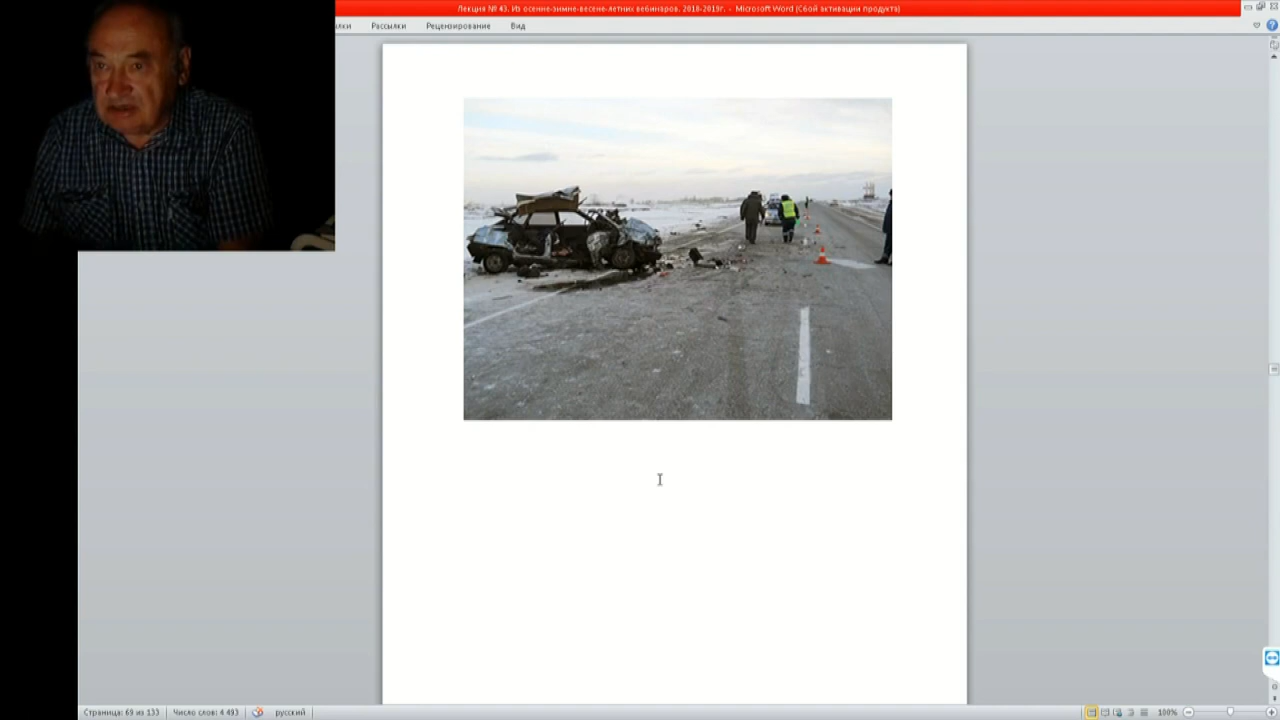 Лекция № 43. Из осенне-зимне-весене-летних вебинаров. 2018-2019г. - Microsoft Word (Сбой активации продукта)
лки Рассылки Рецензирование Вид
Страница: 69 из 133 Число слов: 4 493 русский 100%